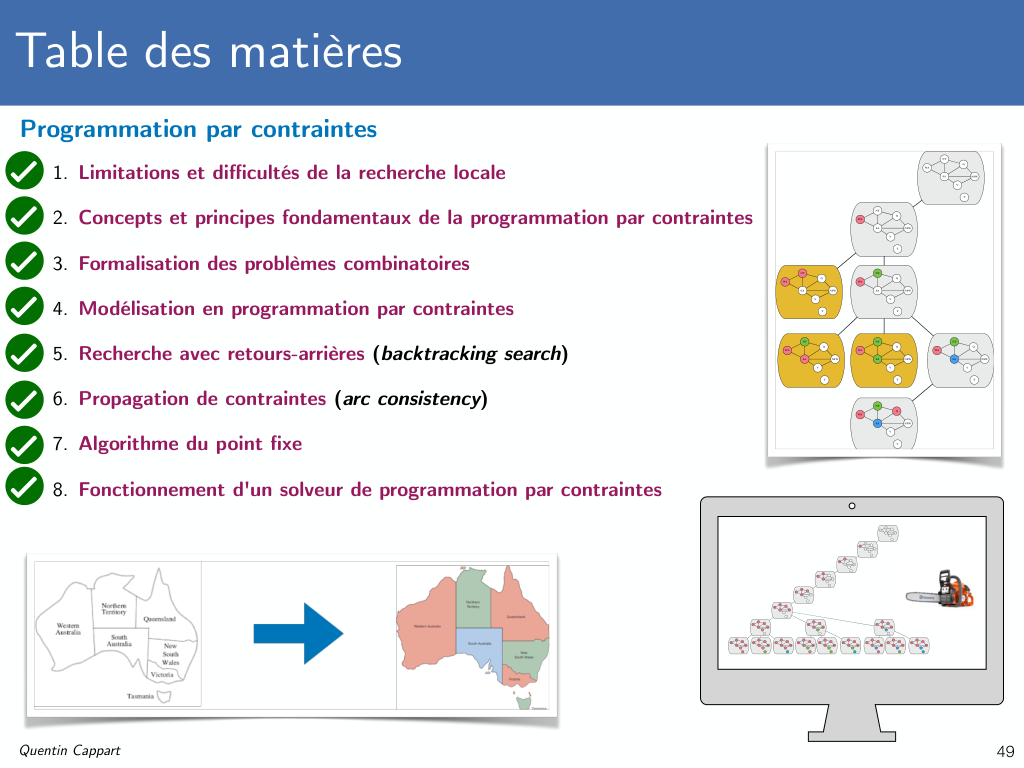 Table des matières
Programmation par contraintes
1. Limitations et difficultés de la recherche locale
2. Concepts et principes fondamentaux de la programmation par contraintes
3. Formalisation des problèmes combinatoires
4. Modélisation en programmation par contraintes
5. Recherche avec retours-arrières (backtracking search)
6. Propagation de contraintes (arc consistency)
7. Algorithme du point fixe
8. Fonctionnement d'un solveur de programmation par contraintes
Northern
Territory
Western
Australia
Queensland
South
Australia
New
South
Wales
Victoria
Tasmania
Northern
Territory
Western Australia
Queensland
South Australia
New
South Wales
Victoria
Tasmania
Quentin Cappart
49